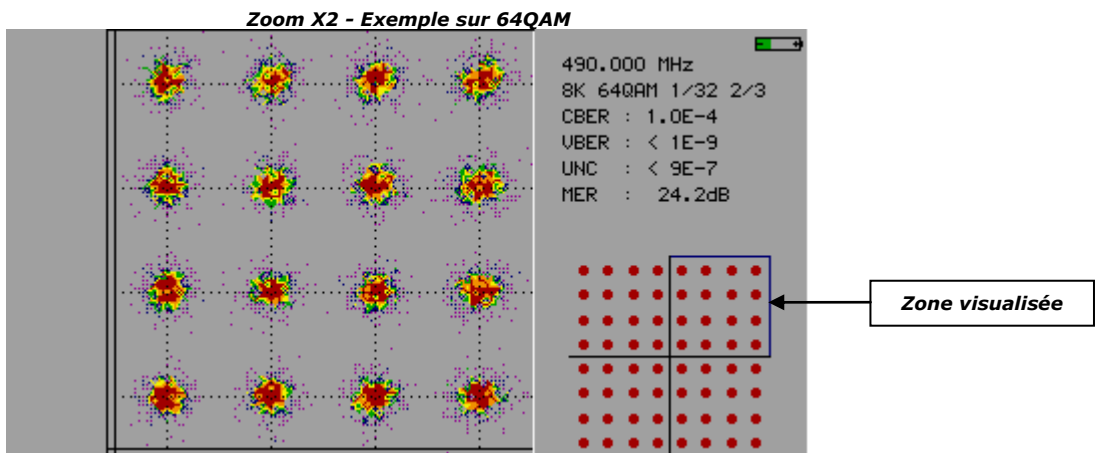 Zoom X2 - Exemple sur 64QAM
490.000 MHz
8K 64QAM 1/32 2/3
CBER : 1.0E-4
VBER : < 1E-9
UNC : < 9E-7
MER : 24.2dB
Zone visualisée